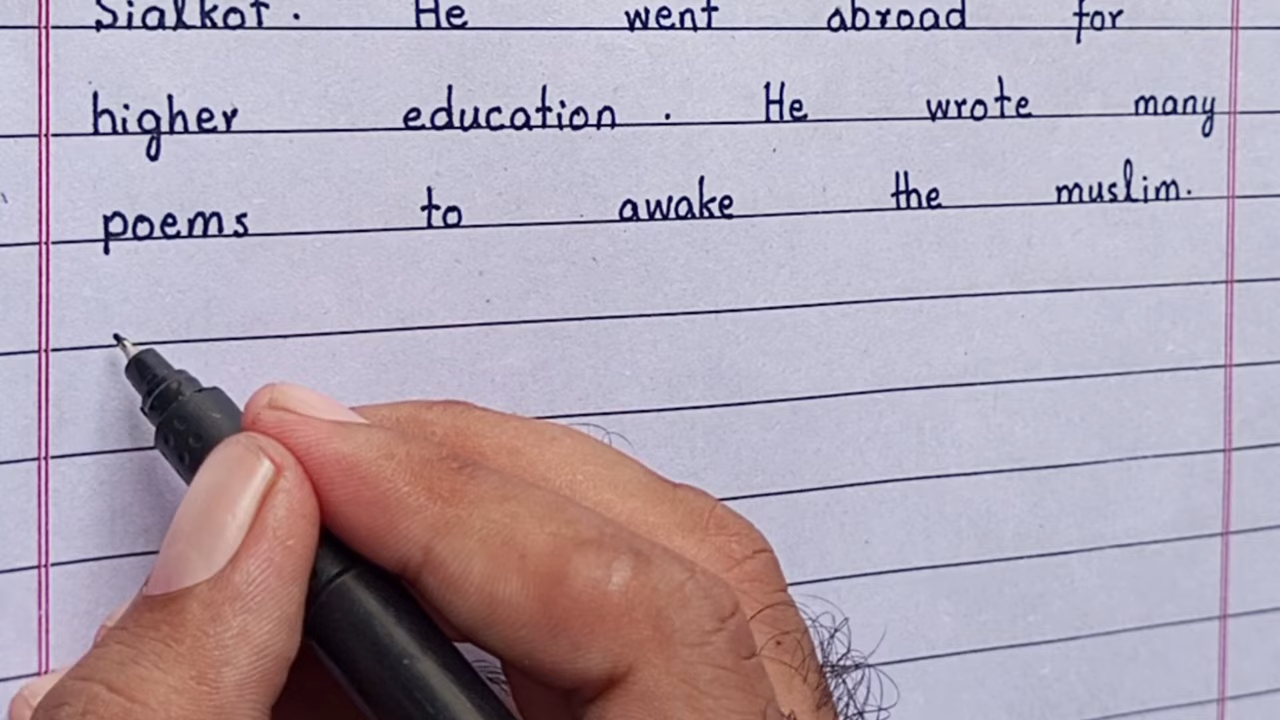 Sialkot. He went abroad for
higher education. He wrote many
poems to awake the muslim.